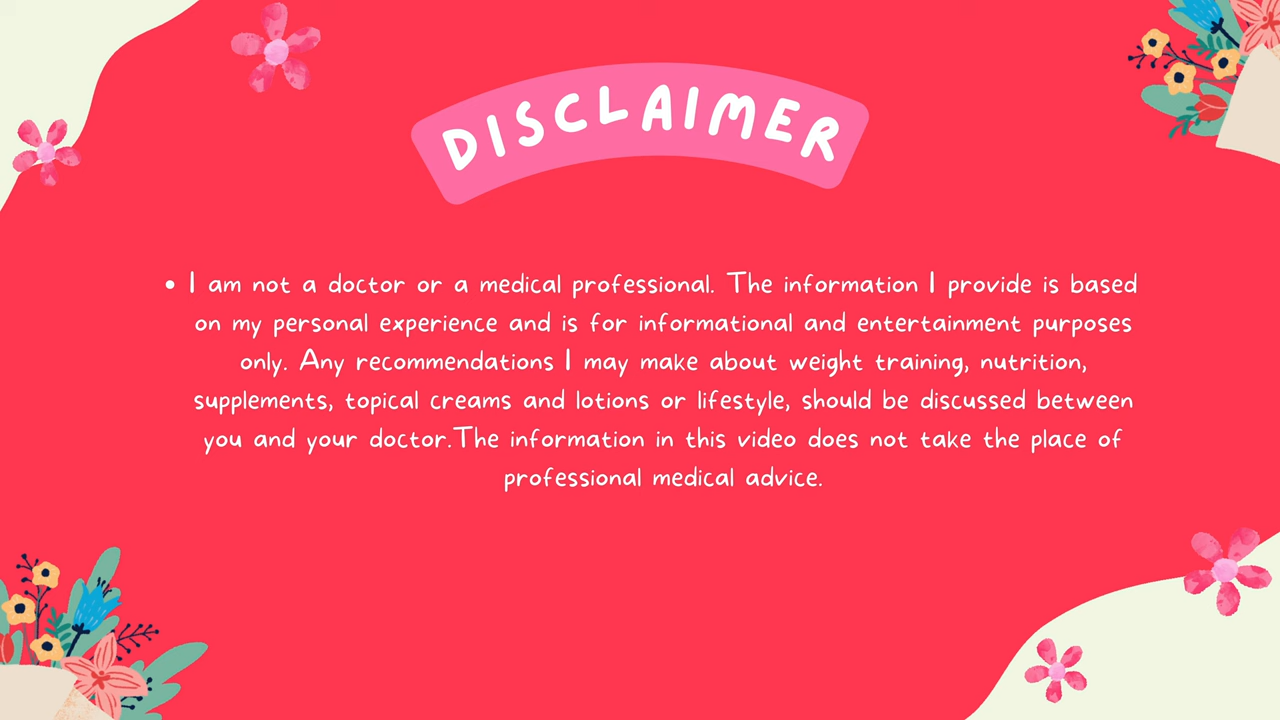 DISCLAIMER
• I am not a doctor or a medical professional. The information I provide is based
on my personal experience and is for informational and entertainment purposes
only. Any recommendations I may make about weight training, nutrition,
supplements, topical creams and lotions or lifestyle, should be discussed between
you and your doctor.The information in this video does not take the place of
professional medical advice.